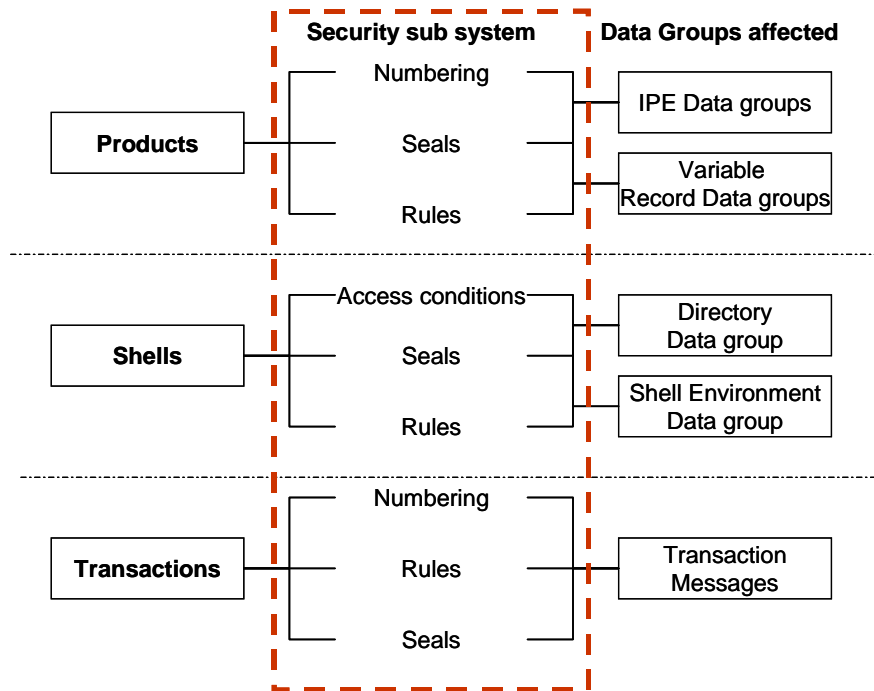 Security sub system
Data Groups affected
Products
Numbering
Seals
Rules
IPE Data groups
Variable
Record Data groups
Shells
Access conditions
Seals
Rules
Directory
Data group
Shell Environment
Data group
Transactions
Numbering
Rules
Seals
Transaction
Messages